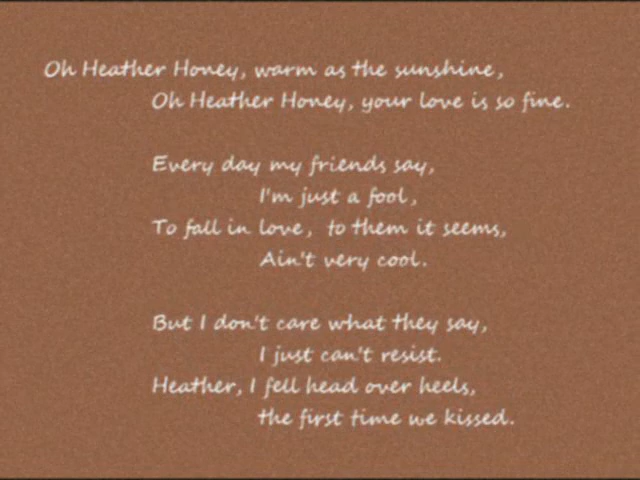 Oh Heather Honey, warm as the sunshine,
Oh Heather Honey, your love is so fine.
Every day my friends say,
I'm just a fool,
To fall in love, to them it seems,
Ain't very cool.
But I don't care what they say,
I just can't resist.
Heather, I fell head over heels,
the first time we kissed.